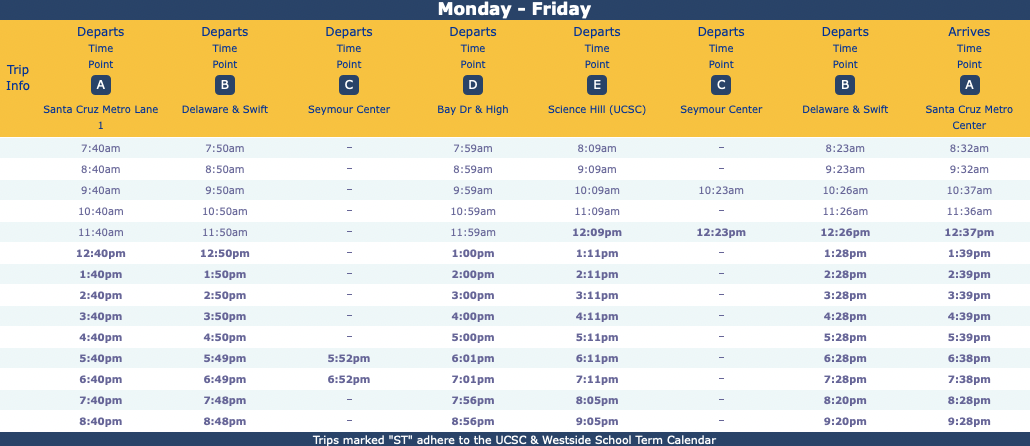 Monday - Friday
Departs Departs Departs Departs Departs Departs Departs Arrives
Time Time Time Time Time Time Time Time
Trip Point Point Point Point Point Point Point Point
Info A B C D E C B A
Santa Cruz Metro Lane Delaware & Swift Seymour Center Bay Dr & High Science Hill (UCSC) Seymour Center Delaware & Swift Santa Cruz Metro
1 Center
7:40am 7:50am – 7:59am 8:09am – 8:23am 8:32am
8:40am 8:50am – 8:59am 9:09am – 9:23am 9:32am
9:40am 9:50am – 9:59am 10:09am 10:23am 10:26am 10:37am
10:40am 10:50am – 10:59am 11:09am – 11:26am 11:36am
11:40am 11:50am – 11:59am 12:09pm 12:23pm 12:26pm 12:37pm
12:40pm 12:50pm – 1:00pm 1:11pm – 1:28pm 1:39pm
1:40pm 1:50pm – 2:00pm 2:11pm – 2:28pm 2:39pm
2:40pm 2:50pm – 3:00pm 3:11pm – 3:28pm 3:39pm
3:40pm 3:50pm – 4:00pm 4:11pm – 4:28pm 4:39pm
4:40pm 4:50pm – 5:00pm 5:11pm – 5:28pm 5:39pm
5:40pm 5:49pm 5:52pm 6:01pm 6:11pm – 6:28pm 6:38pm
6:40pm 6:49pm 6:52pm 7:01pm 7:11pm – 7:28pm 7:38pm
7:40pm 7:48pm – 7:56pm 8:05pm – 8:20pm 8:28pm
8:40pm 8:48pm – 8:56pm 9:05pm – 9:20pm 9:28pm
Trips marked "ST" adhere to the UCSC & Westside School Term Calendar